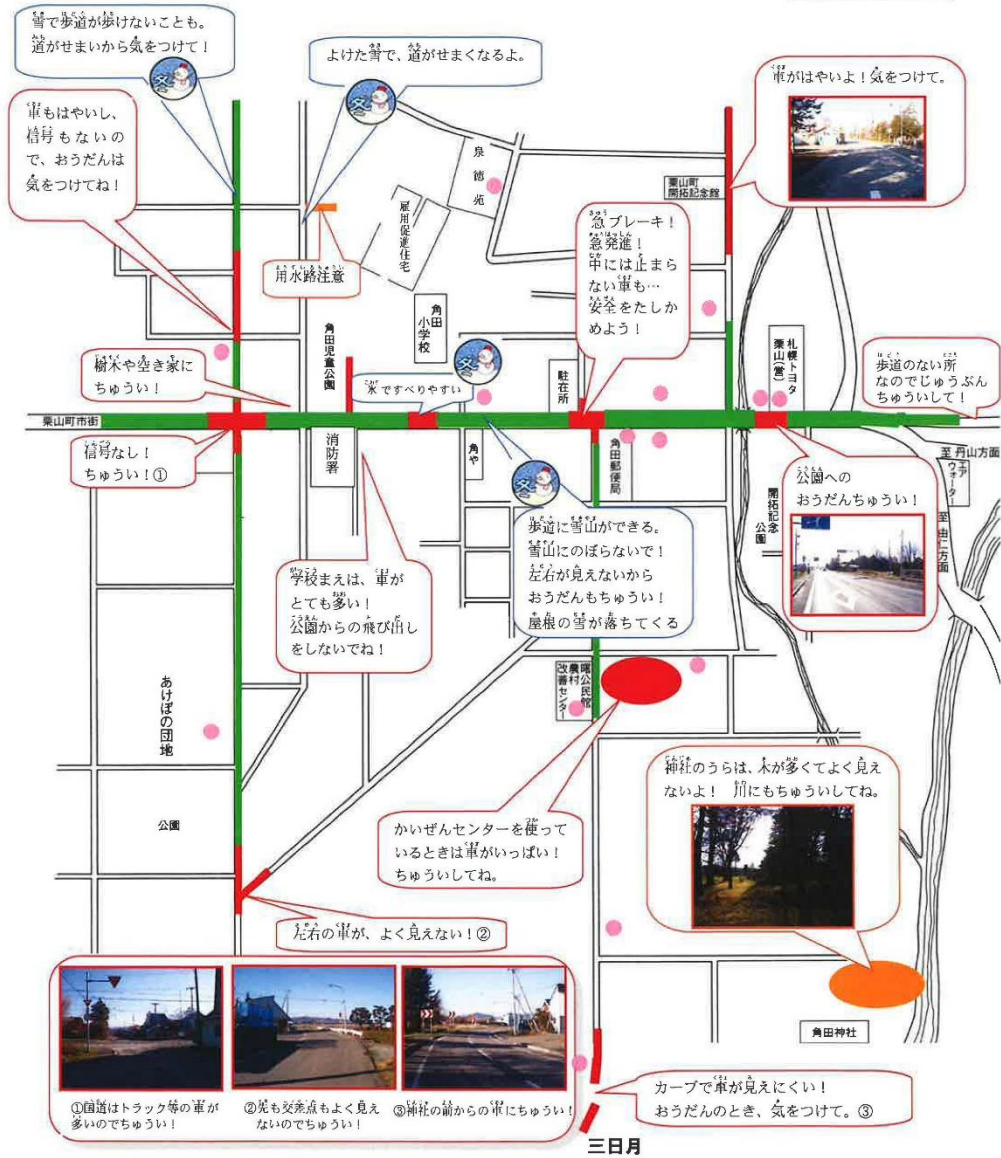 雪で歩道が歩けないことも。
道がせまいから気をつけて！
よけた雪で、道がせまくなるよ。
車がはやいよ！気をつけて。
車もはやいし、
信号もないの
で、おうだんは
気をつけてね！
泉徳苑
栗山町
開拓記念館
雇用促進住宅
急ブレーキ！
急発進！
中には止まら
ない車も…
安全をたしか
めよう！
用水路注意
角田児童公園
角田
小学校
札幌トヨタ
栗山(営)
樹木や空き家に
ちゅうい！
氷ですべりやすい
駐在所
歩道のない所
なのでじゅうぶん
ちゅういして！
栗山町市街
信号なし！
ちゅうい！①
消防署
角や
角田郵便局
至 丹山方面
エア
ウォーター
至 由仁方面
開拓記念
公園
公園への
おうだんちゅうい！
歩道に雪山ができる。
雪山にのぼらないで！
左右が見えないから
おうだんもちゅうい！
屋根の雪が落ちてくる
学校まえは、車が
とても多い！
公園からの飛び出し
をしないでね！
曙公民館
農村
改善センター
あけぼの団地
公園
神社のうらは、木が多くてよく見え
ないよ！ 川にもちゅういしてね。
かいぜんセンターを使って
いるときは車がいっぱい！
ちゅういしてね。
左右の車が、よく見えない！②
角田神社
①国道はトラック等の車が
多いのでちゅうい！
②先も交差点もよく見え
ないのでちゅうい！
③神社の前からの車にちゅうい！
カーブで車が見えにくい！
おうだんのとき、気をつけて。③
三日月
冬
冬
冬
冬